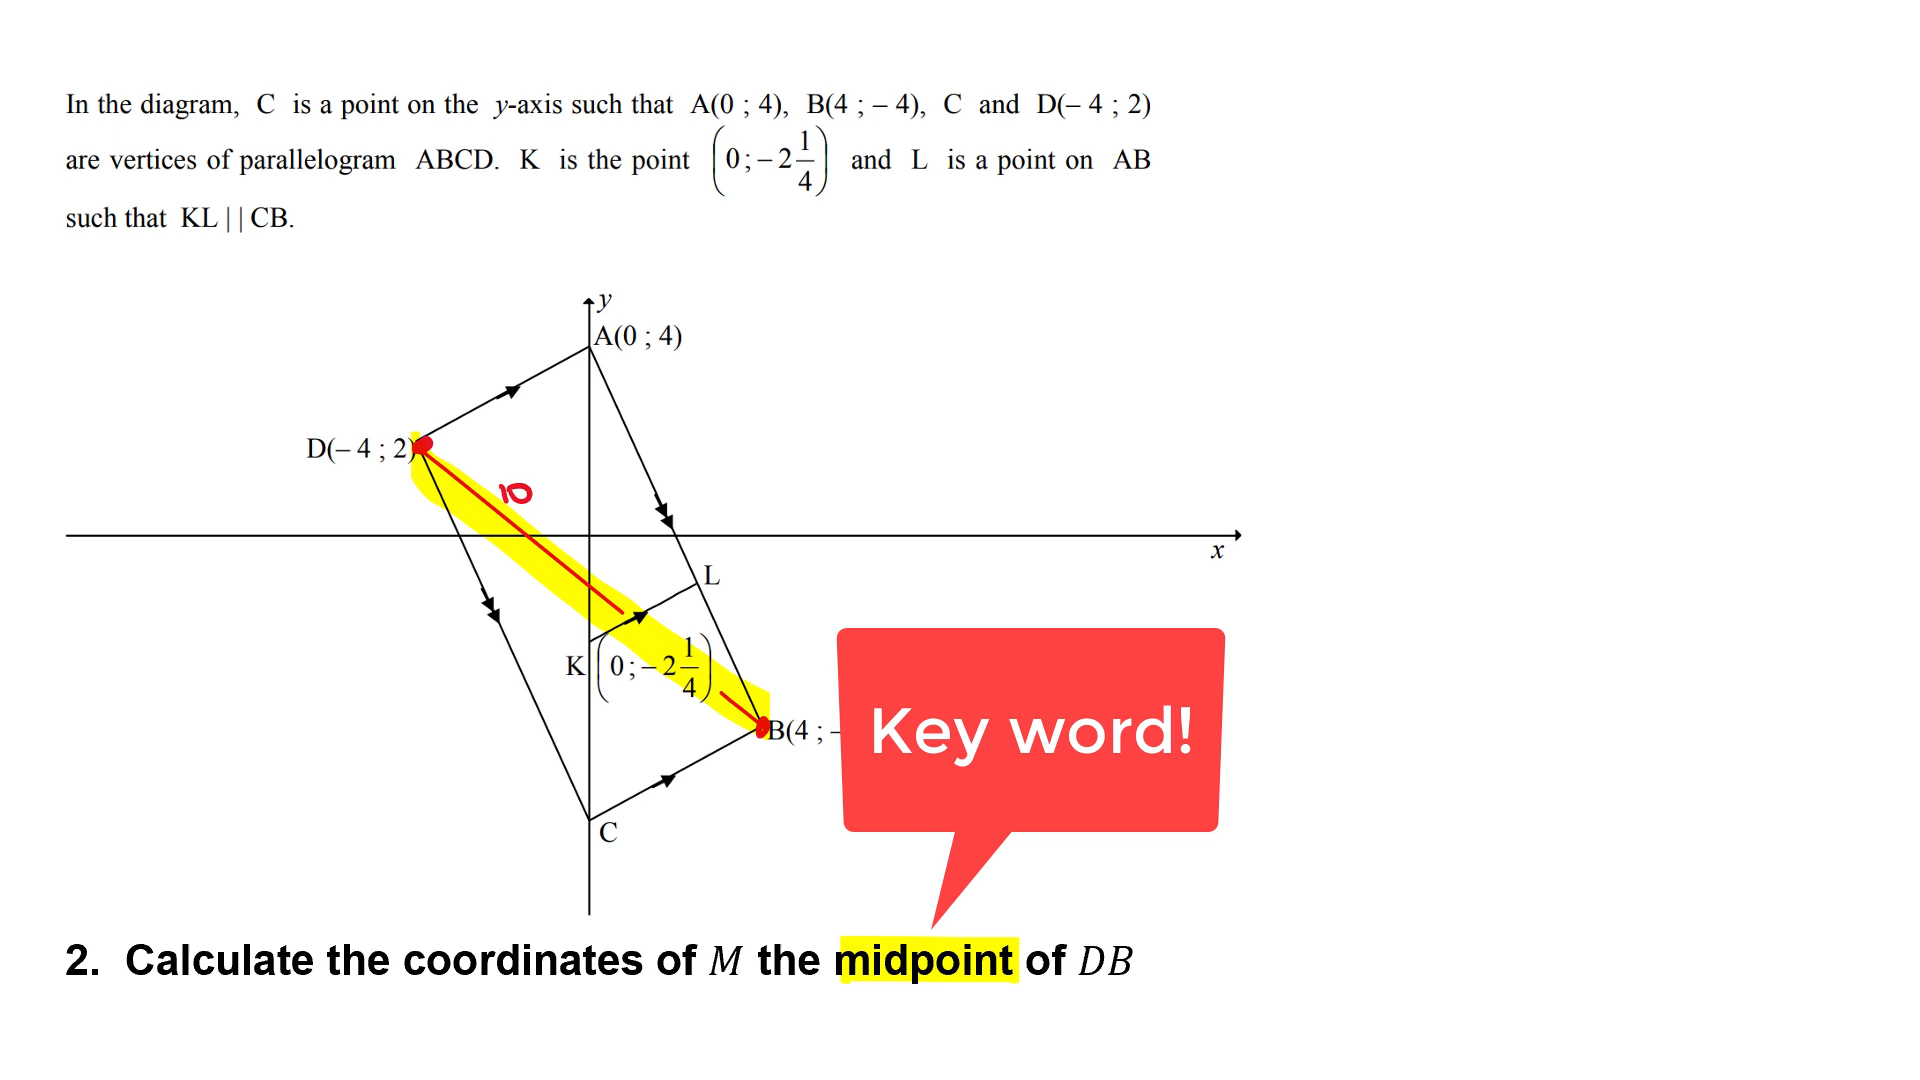 In the diagram, C is a point on the y-axis such that A(0 ; 4), B(4 ; – 4), C and D(– 4 ; 2)
are vertices of parallelogram ABCD. K is the point (0 ; – 2 1/4) and L is a point on AB
such that KL || CB.
y
A(0 ; 4)
D(– 4 ; 2)
10
x
L
K (0 ; – 2 1/4)
B(4 ; –
Key word!
C
2. Calculate the coordinates of M the midpoint of DB